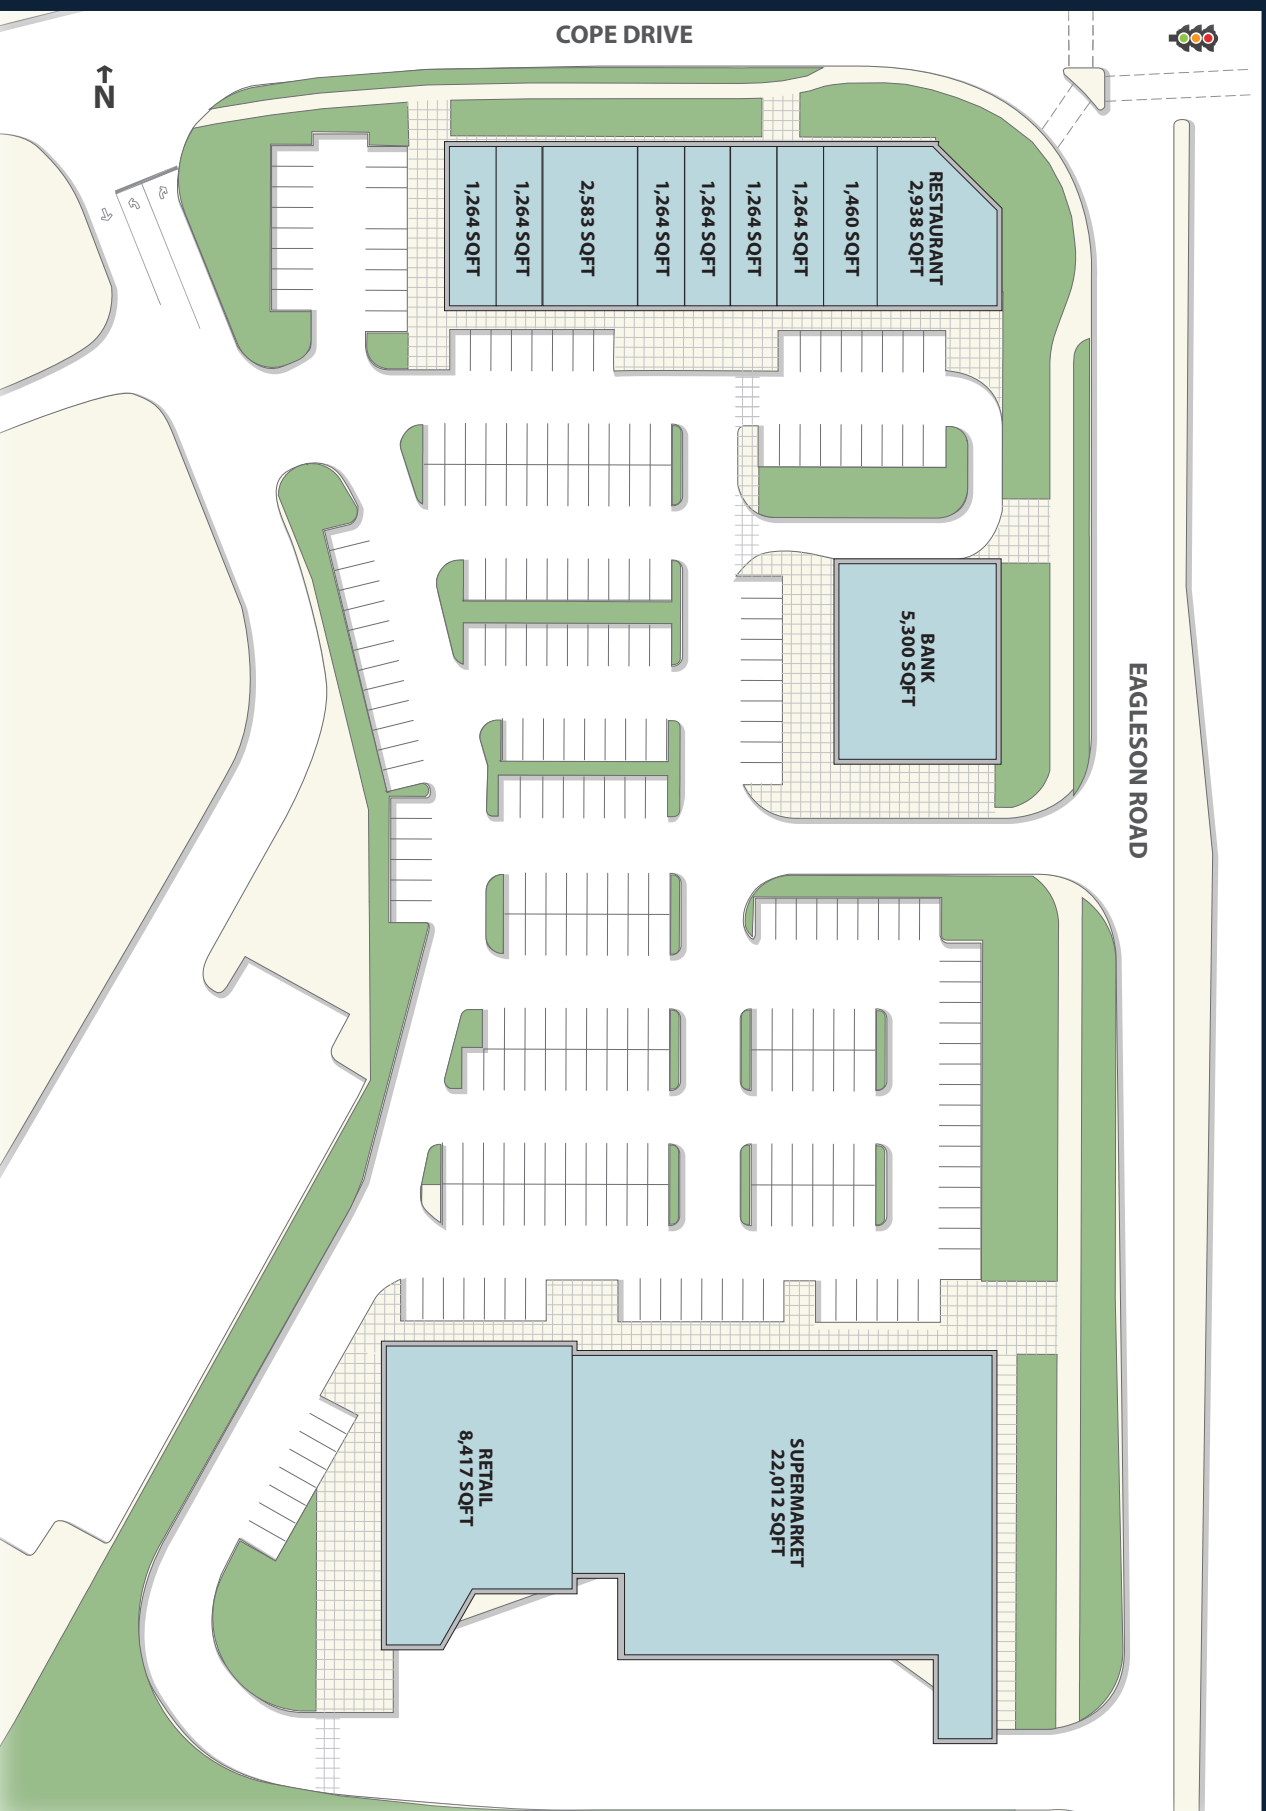 COPE DRIVE
N
1,264 SQFT
1,264 SQFT
2,583 SQFT
1,264 SQFT
1,264 SQFT
1,264 SQFT
1,264 SQFT
1,460 SQFT
RESTAURANT
2,938 SQFT
BANK
5,300 SQFT
EAGLESON ROAD
RETAIL
8,417 SQFT
SUPERMARKET
22,012 SQFT